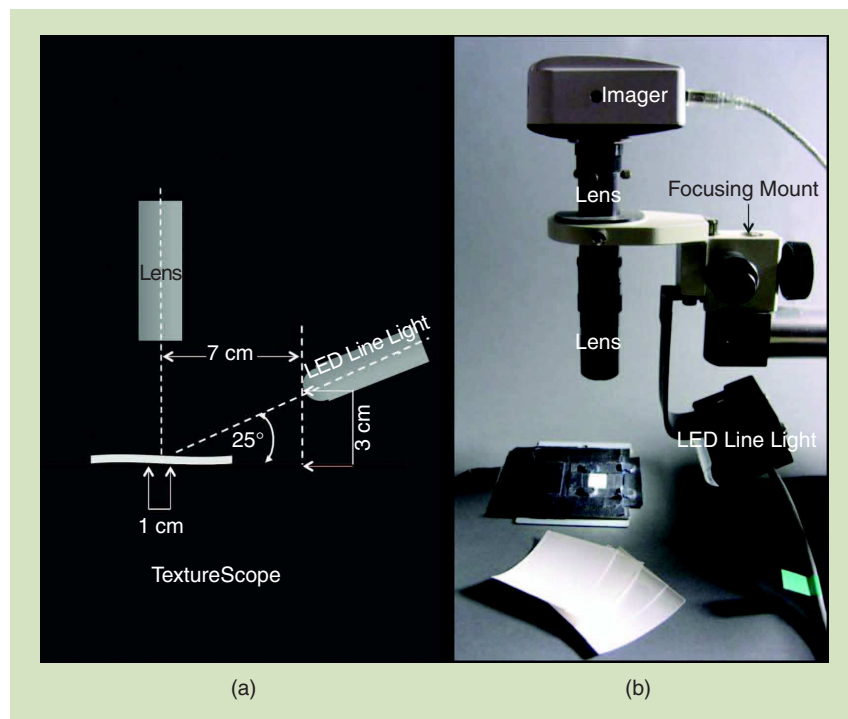 Lens
7 cm
LED Line Light
25°
3 cm
1 cm
TextureScope
(a)
Imager
Lens
Focusing Mount
Lens
LED Line Light
(b)